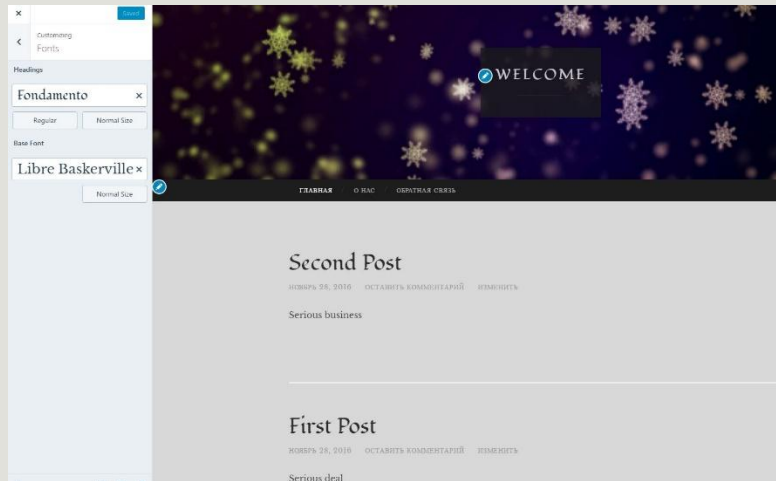 Saved
Customizing
Fonts
Headings
Fondamento
Regular Normal Size
Base Font
Libre Baskerville
Normal Size
WELCOME
ГЛАВНАЯ / О НАС / ОБРАТНАЯ СВЯЗЬ
Second Post
НОЯБРЬ 28, 2016 ОСТАВИТЬ КОММЕНТАРИЙ ИЗМЕНИТЬ
Serious business
First Post
НОЯБРЬ 28, 2016 ОСТАВИТЬ КОММЕНТАРИЙ ИЗМЕНИТЬ
Serious deal